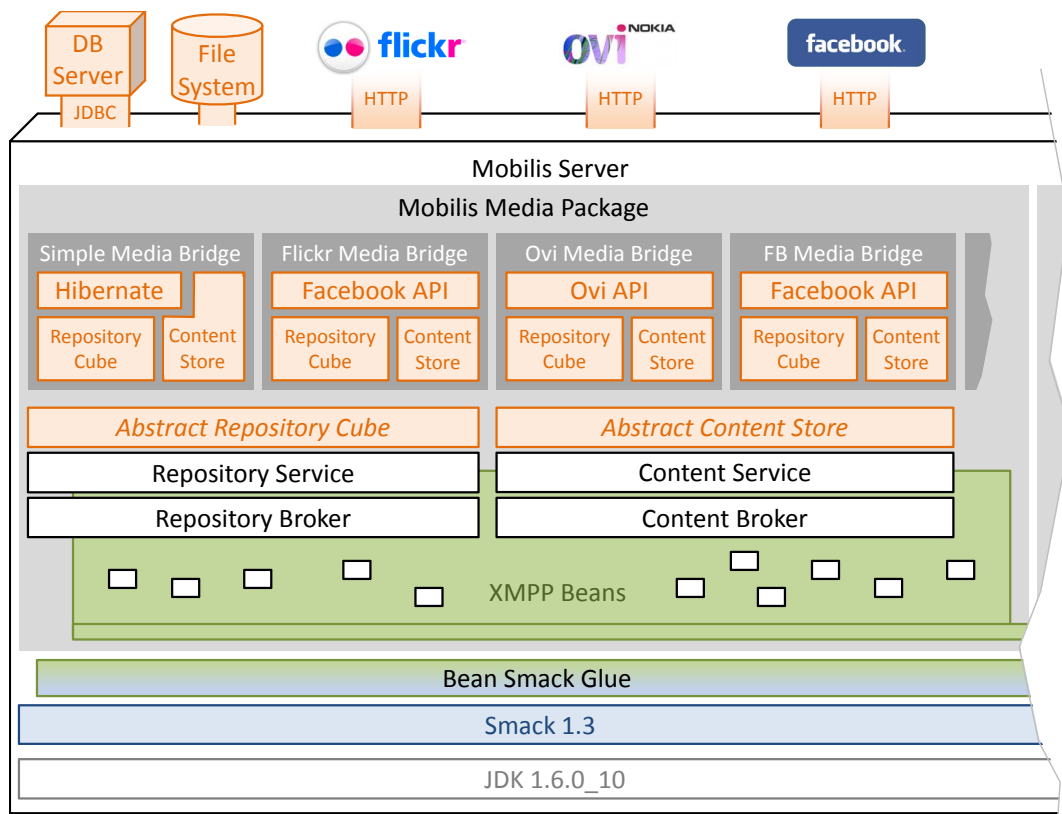 DB
Server
JDBC
File
System
flickr
HTTP
OVI NOKIA
HTTP
facebook.
HTTP
Mobilis Server
Mobilis Media Package
Simple Media Bridge
Hibernate
Repository
Cube
Content
Store
Flickr Media Bridge
Facebook API
Repository
Cube
Content
Store
Ovi Media Bridge
Ovi API
Repository
Cube
Content
Store
FB Media Bridge
Facebook API
Repository
Cube
Content
Store
Abstract Repository Cube
Abstract Content Store
Repository Service
Content Service
Repository Broker
Content Broker
XMPP Beans
Bean Smack Glue
Smack 1.3
JDK 1.6.0_10